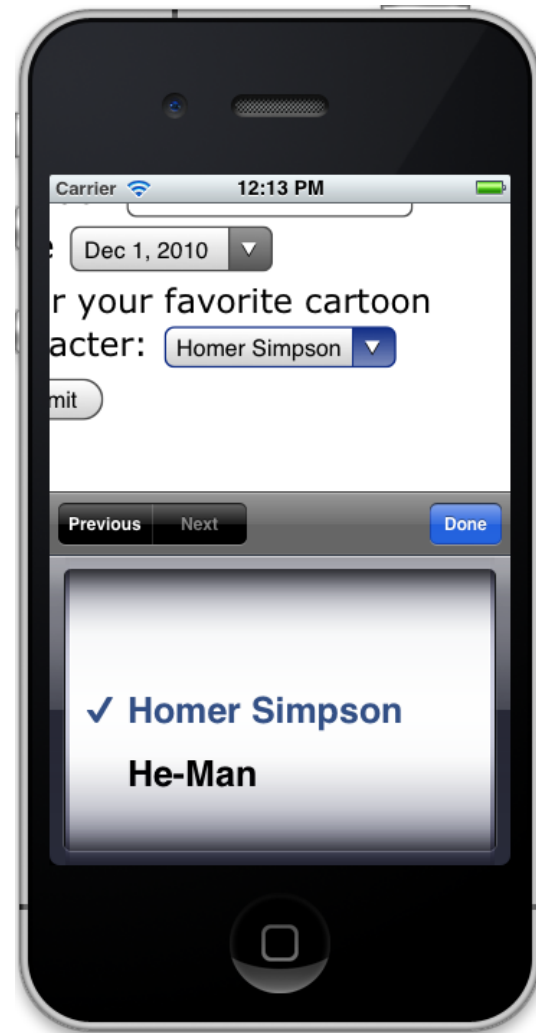 Carrier 12:13 PM
Dec 1, 2010
r your favorite cartoon
acter: Homer Simpson
mit
Previous Next Done
✓ Homer Simpson
He-Man